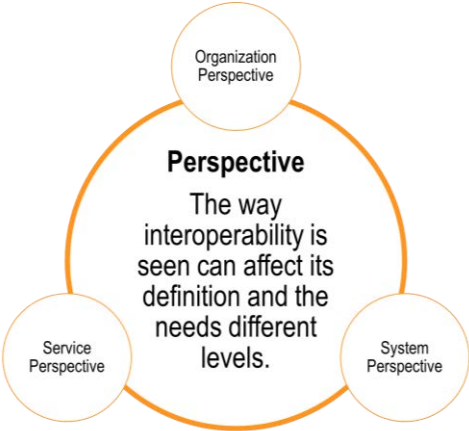 Organization
Perspective
Perspective
The way
interoperability is
seen can affect its
definition and the
needs different
levels.
Service
Perspective
System
Perspective